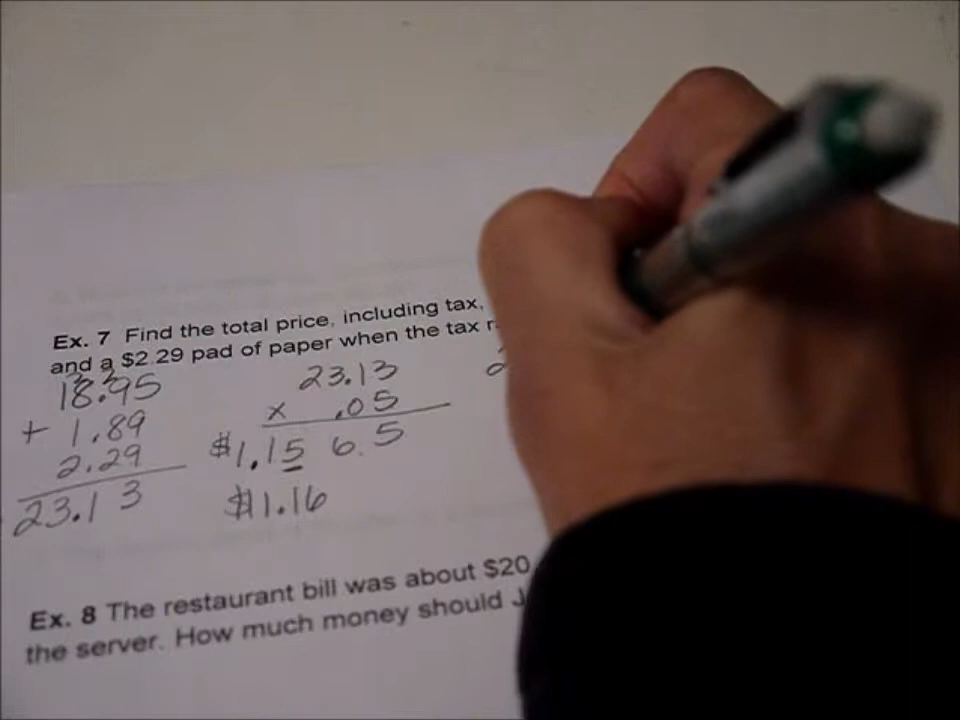 Ex. 7 Find the total price, including tax,
and a $2.29 pad of paper when the tax
18.95
+ 1.89
2.29
23.13
23.13
x .05
$1.15 6.5
$1.16
Ex. 8 The restaurant bill was about $20
the server. How much money should J